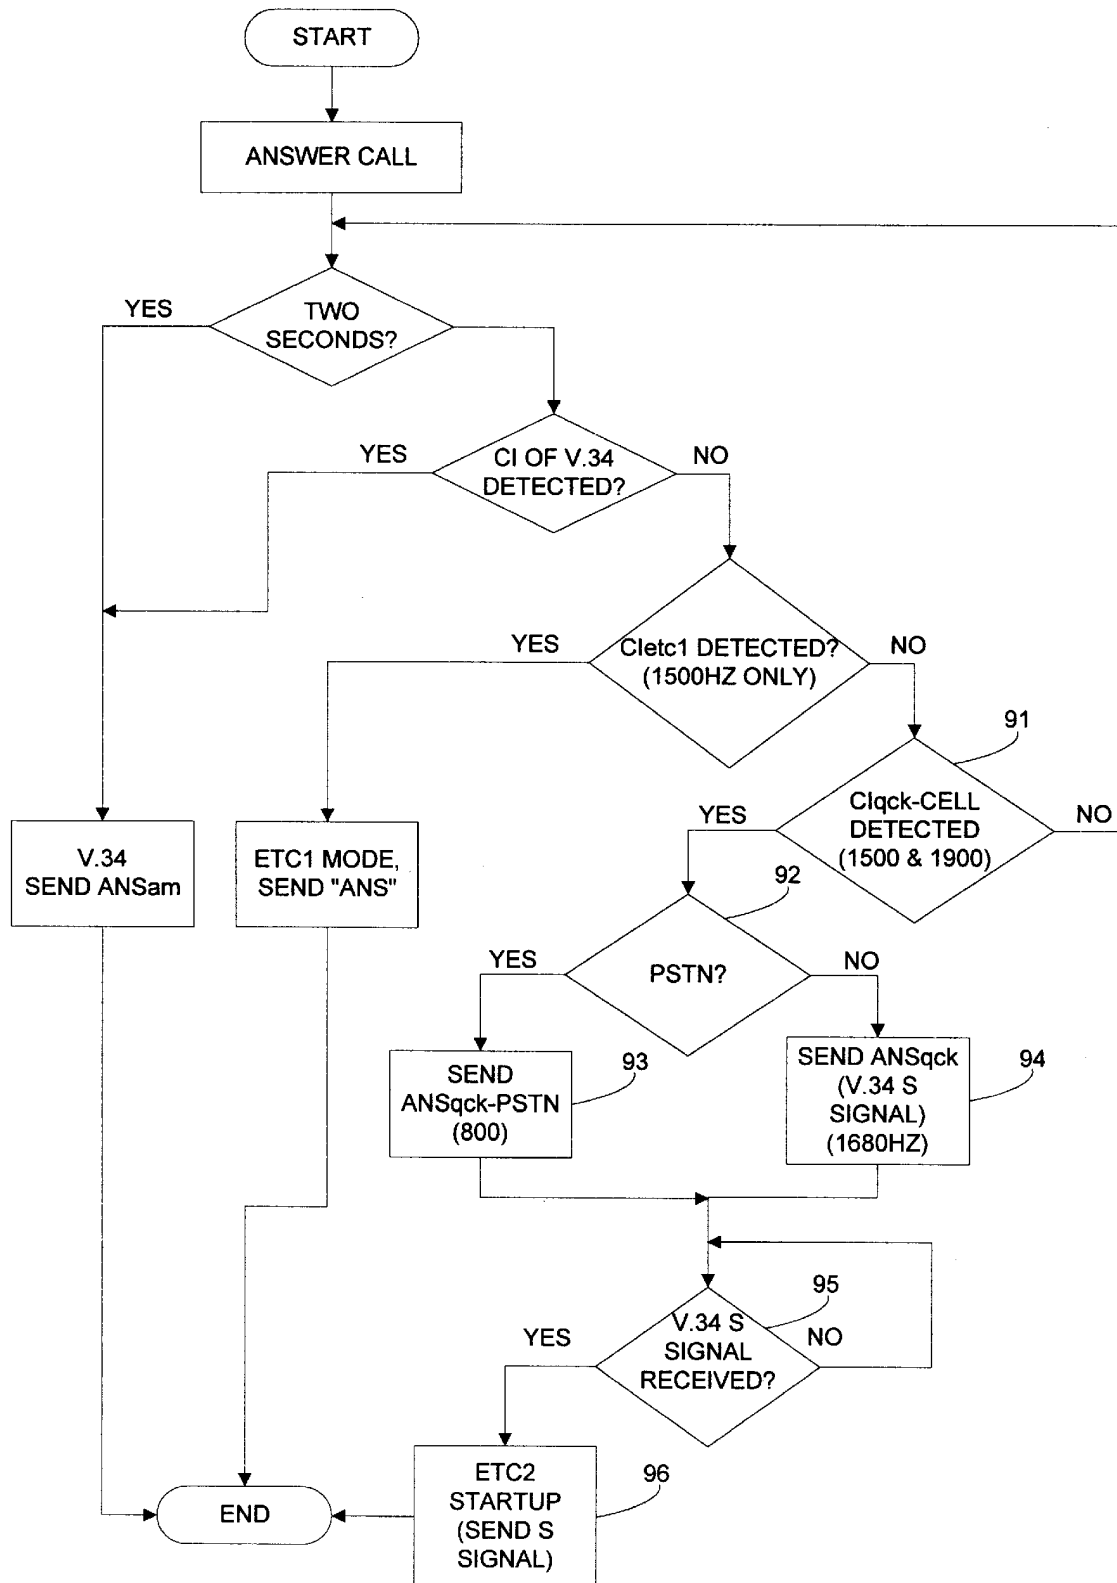 START
ANSWER CALL
YES
TWO
SECONDS?
YES
CI OF V.34
DETECTED?
NO
YES
CIetc1 DETECTED?
(1500HZ ONLY)
NO
91
YES
CIqck-CELL
DETECTED
(1500 & 1900)
NO
V.34
SEND ANSam
ETC1 MODE,
SEND "ANS"
92
YES
PSTN?
NO
SEND
ANSqck-PSTN
(800)
93
SEND ANSqck
(V.34 S
SIGNAL)
(1680HZ)
94
95
YES
V.34 S
SIGNAL
RECEIVED?
NO
ETC2
STARTUP
(SEND S
SIGNAL)
96
END